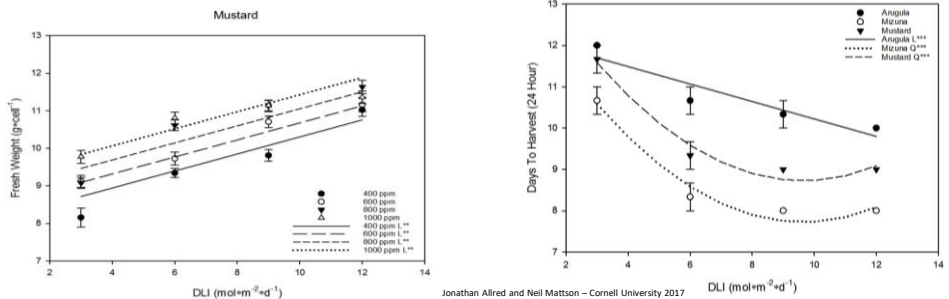 Mustard
Fresh Weight (g•cell⁻¹)
13
12
11
10
9
8
7
2
4
6
8
10
12
14
DLI (mol•m⁻²•d⁻¹)
400 ppm
600 ppm
800 ppm
1000 ppm
400 ppm L**
600 ppm L**
800 ppm L**
1000 ppm L**
Days To Harvest (24 Hour)
13
12
11
10
9
8
7
2
4
6
8
10
12
14
DLI (mol•m⁻²•d⁻¹)
Arugula
Mizuna
Mustard
Arugula L***
Mizuna Q***
Mustard Q***
Jonathan Allred and Neil Mattson – Cornell University 2017